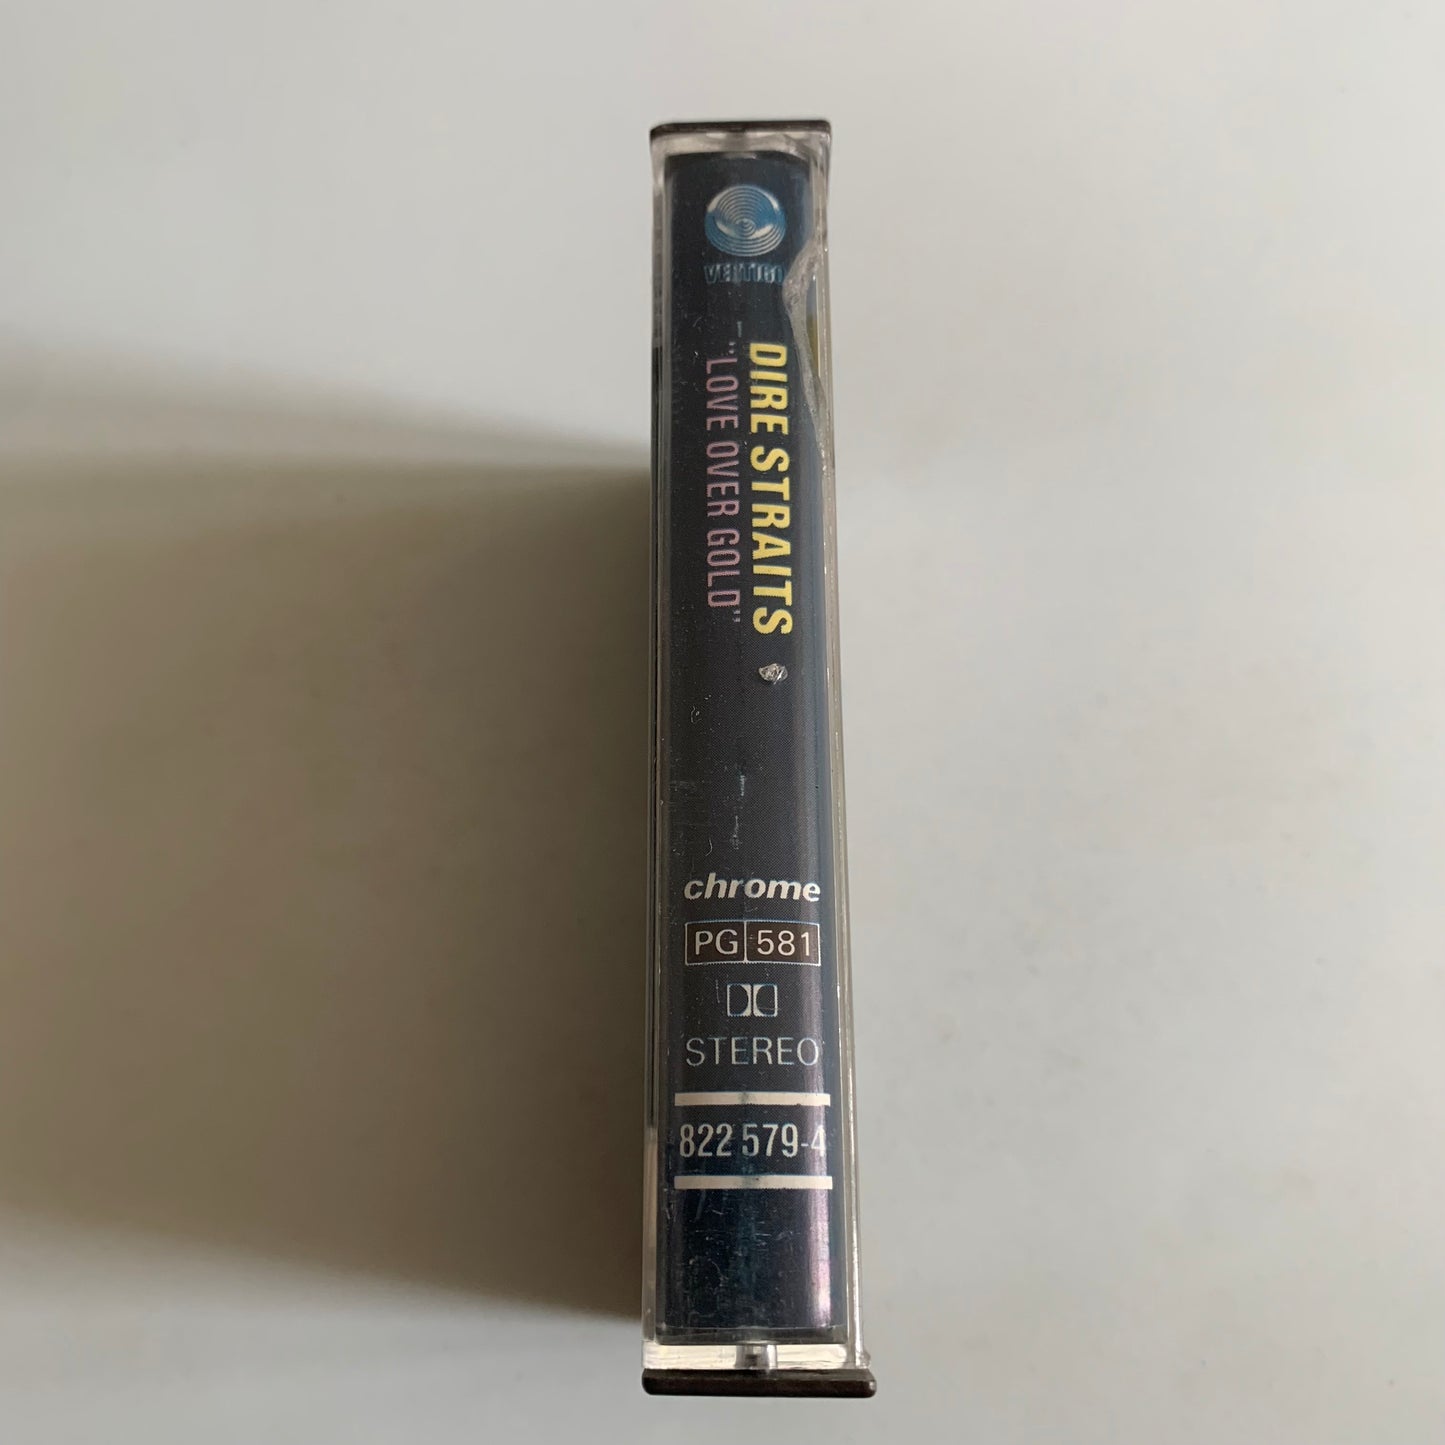 VERTIGO
DIRE STRAITS
"LOVE OVER GOLD"
chrome
PG 581
STEREO
822 579-4